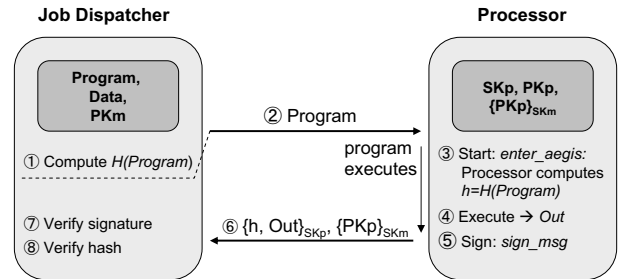 Job Dispatcher
Program,
Data,
PKm
① Compute H(Program)
⑦ Verify signature
⑧ Verify hash
② Program
program
executes
⑥ {h, Out}SKp, {PKp}SKm
Processor
SKp, PKp,
{PKp}SKm
③ Start: enter_aegis:
Processor computes
h=H(Program)
④ Execute → Out
⑤ Sign: sign_msg